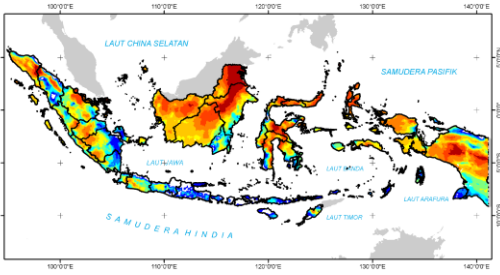 100°0'0"E 110°0'0"E 120°0'0"E 130°0'0"E 140°0'0"E
LAUT CHINA SELATAN
SAMUDERA PASIFIK
LAUT JAWA
LAUT BANDA
LAUT ARAFURA
SAMUDERA HINDIA
LAUT TIMOR
100°0'0"E 110°0'0"E 120°0'0"E 130°0'0"E 140°0'0"E